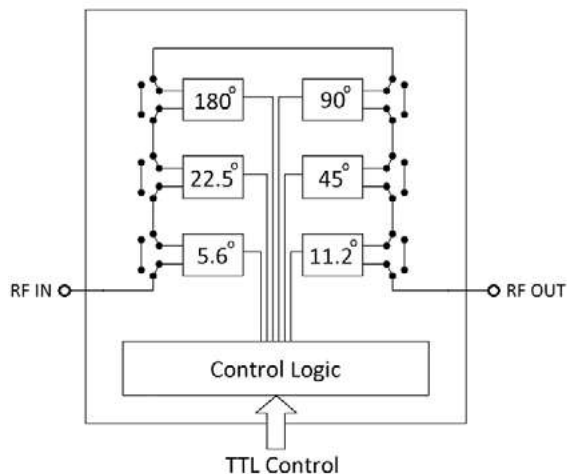 180° 90°
22.5° 45°
5.6° 11.2°
RF IN RF OUT
Control Logic
TTL Control